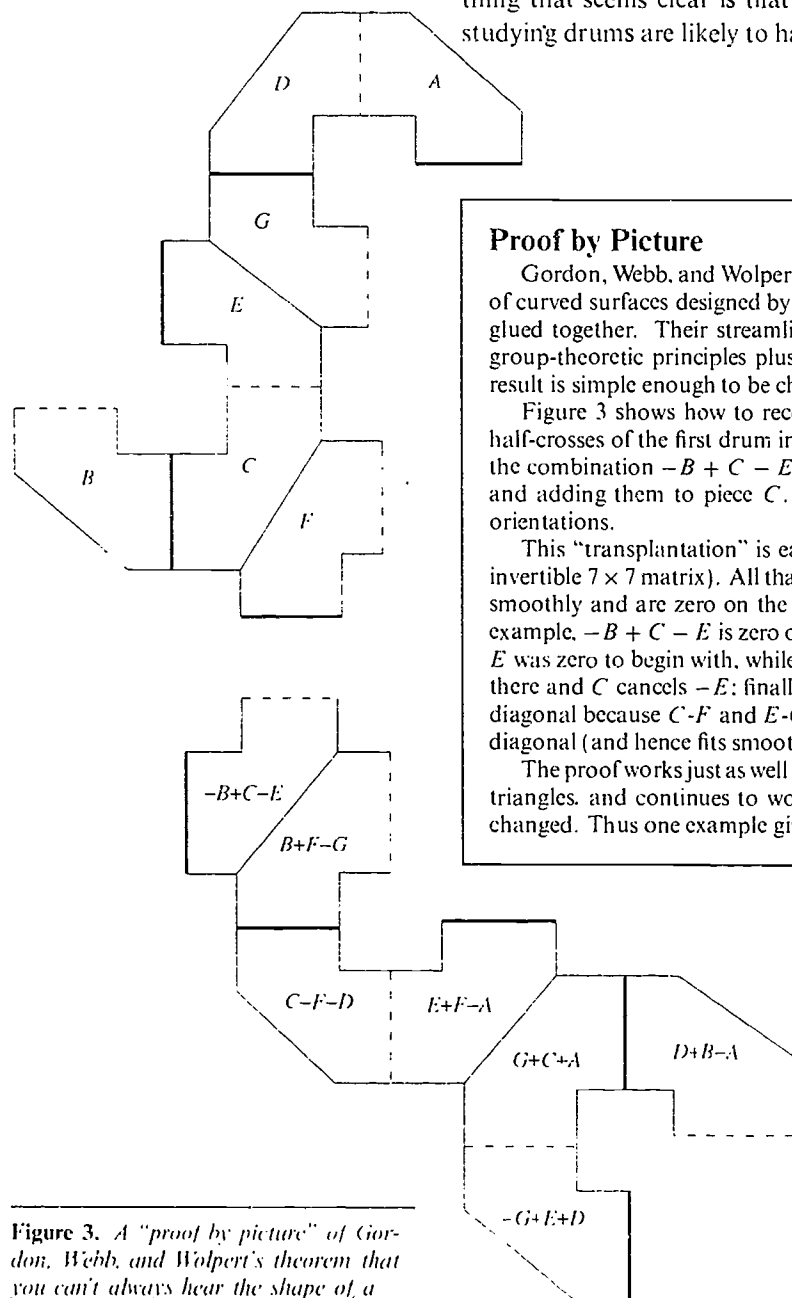 thing that seems clear is that
studying drums are likely to ha
D
A
G
E
B
C
F
Proof by Picture
Gordon, Webb, and Wolper
of curved surfaces designed by
glued together. Their streamli
group-theoretic principles plus
result is simple enough to be ch
Figure 3 shows how to rec
half-crosses of the first drum in
the combination −B + C − E
and adding them to piece C.
orientations.
This "transplantation" is ea
invertible 7 × 7 matrix). All tha
smoothly and are zero on the
example, −B + C − E is zero o
E was zero to begin with, while
there and C cancels −E; finall
diagonal because C-F and E-
diagonal (and hence fits smoot
The proof works just as well
triangles, and continues to wo
changed. Thus one example gi
−B+C−E
B+F−G
C−F−D
E+F−A
G+C+A
D+B−A
−G+E+D
Figure 3. A "proof by picture" of Gor-
don, Webb, and Wolpert's theorem that
you can't always hear the shape of a